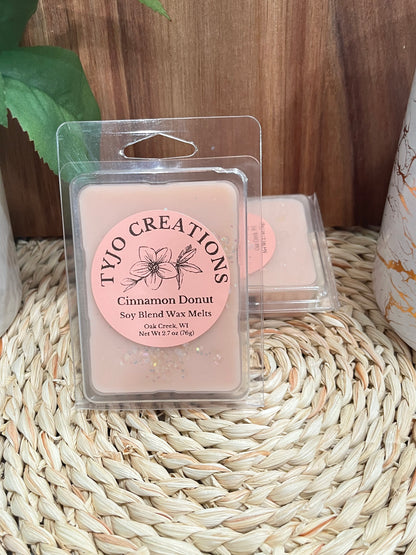 TYJO CREATIONS
Cinnamon Donut
Soy Blend Wax Melts
Oak Creek, WI
Net Wt 2.7 oz (76g)